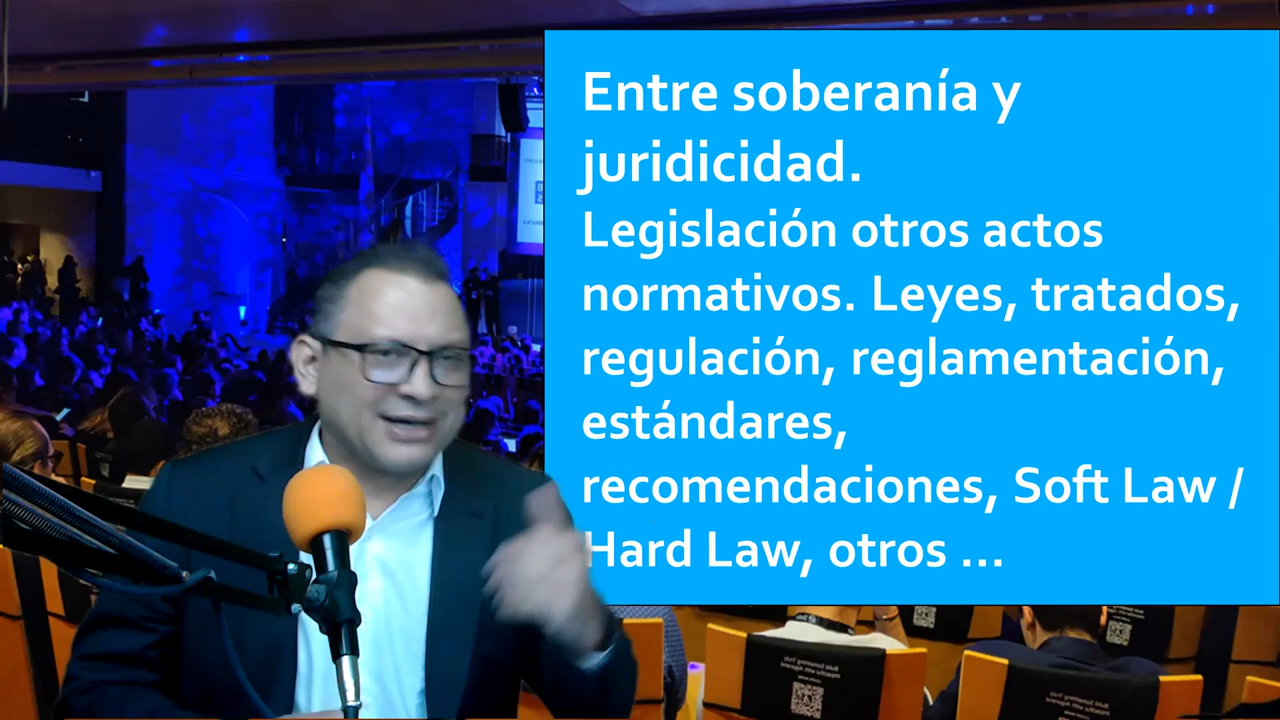 Entre soberanía y
juridicidad.
Legislación otros actos
normativos. Leyes, tratados,
regulación, reglamentación,
estándares,
recomendaciones, Soft Law /
Hard Law, otros ...